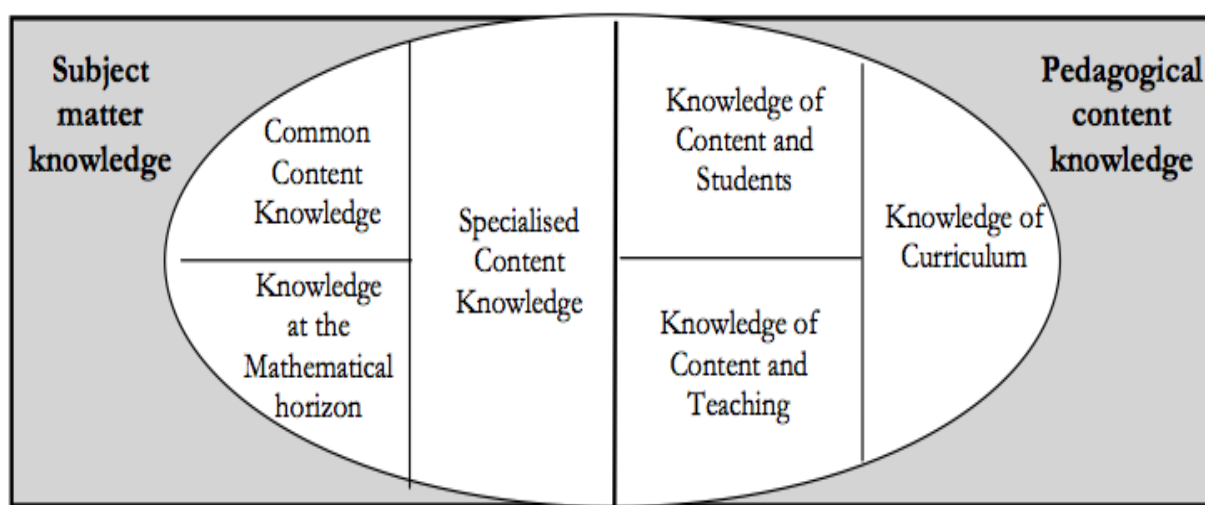 Subject
matter
knowledge
Common
Content
Knowledge
Knowledge
at the
Mathematical
horizon
Specialised
Content
Knowledge
Knowledge of
Content and
Students
Knowledge of
Content and
Teaching
Knowledge of
Curriculum
Pedagogical
content
knowledge